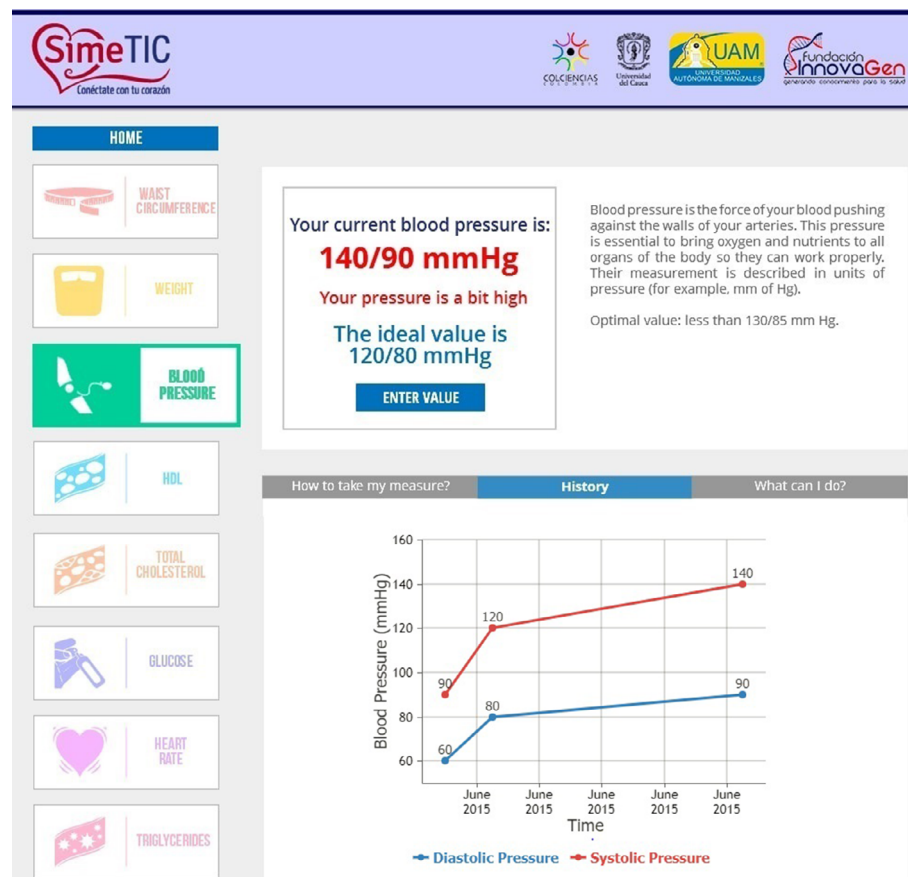 SimeTIC
Conéctate con tu corazón
COLCIENCIAS
COLOMBIA
Universidad
del Cauca
UAM
UNIVERSIDAD
AUTÓNOMA DE MANIZALES
Fundación
InnovaGen
generando conocimiento para la salud
HOME
WAIST
CIRCUMFERENCE
WEIGHT
BLOOD
PRESSURE
HDL
TOTAL
CHOLESTEROL
GLUCOSE
HEART
RATE
TRIGLYCERIDES
Your current blood pressure is:
140/90 mmHg
Your pressure is a bit high
The ideal value is
120/80 mmHg
ENTER VALUE
Blood pressure is the force of your blood pushing
against the walls of your arteries. This pressure
is essential to bring oxygen and nutrients to all
organs of the body so they can work properly.
Their measurement is described in units of
pressure (for example, mm of Hg).
Optimal value: less than 130/85 mm Hg.
How to take my measure?
History
What can I do?
Blood Pressure (mmHg)
160
140
120
100
80
60
90
120
140
60
80
90
June
2015
June
2015
June
2015
June
2015
June
2015
Time
Diastolic Pressure
Systolic Pressure